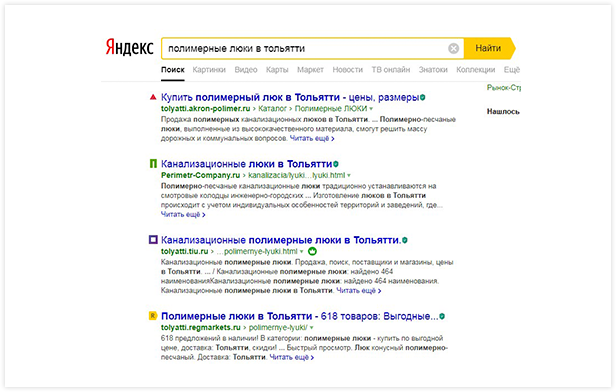 Яндекс
полимерные люки в тольятти
Найти
Поиск Картинки Видео Карты Маркет Новости ТВ онлайн Знатоки Коллекции Ещё
Рынок-Стр
Нашлось
Купить полимерный люк в Тольятти - цены, размеры
tolyatti.akron-polimer.ru › Каталог › Полимерные ЛЮКИ
Продажа полимерных канализационных люков в Тольятти. ... Полимерно-песчаные
люки, выполненные из высококачественного материала, смогут решить массу
дорожных и коммунальных вопросов. Читать ещё ›
Канализационные люки в Тольятти
Perimetr-Company.ru › kanalizacia/lyuki…lyuki.html
Полимерно-песчаные канализационные люки традиционно устанавливаются на
смотровые колодцы инженерно-городских ... Изготовление люков в Тольятти
происходит с учетом индивидуальных особенностей территорий и заведений, где...
Читать ещё ›
Канализационные полимерные люки в Тольятти.
tolyatti.tiu.ru › …polimernye-lyuki.html
Канализационные полимерные люки. Продажа, поиск, поставщики и магазины, цены
в Тольятти. ... / Канализационные полимерные люки: найдено 464
наименованияКанализационные полимерные люки: найдено 464 наименования.
Канализационные полимерные люки в Тольятти. Читать ещё ›
Полимерные люки в Тольятти - 618 товаров: Выгодные...
tolyatti.regmarkets.ru › polimernye-lyuki/
618 предложений в наличии! В категории: полимерные люки - купить по выгодной
цене, доставка: Тольятти, скидки! ... Быстрый просмотр. Люк конусный полимерно-
песчаный. Доставка: Тольятти. Читать ещё ›